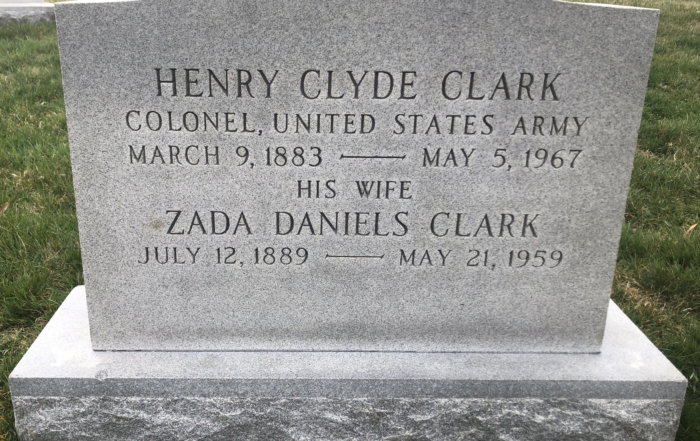 HENRY CLYDE CLARK
COLONEL, UNITED STATES ARMY
MARCH 9, 1883 — MAY 5, 1967
HIS WIFE
ZADA DANIELS CLARK
JULY 12, 1889 — MAY 21, 1959